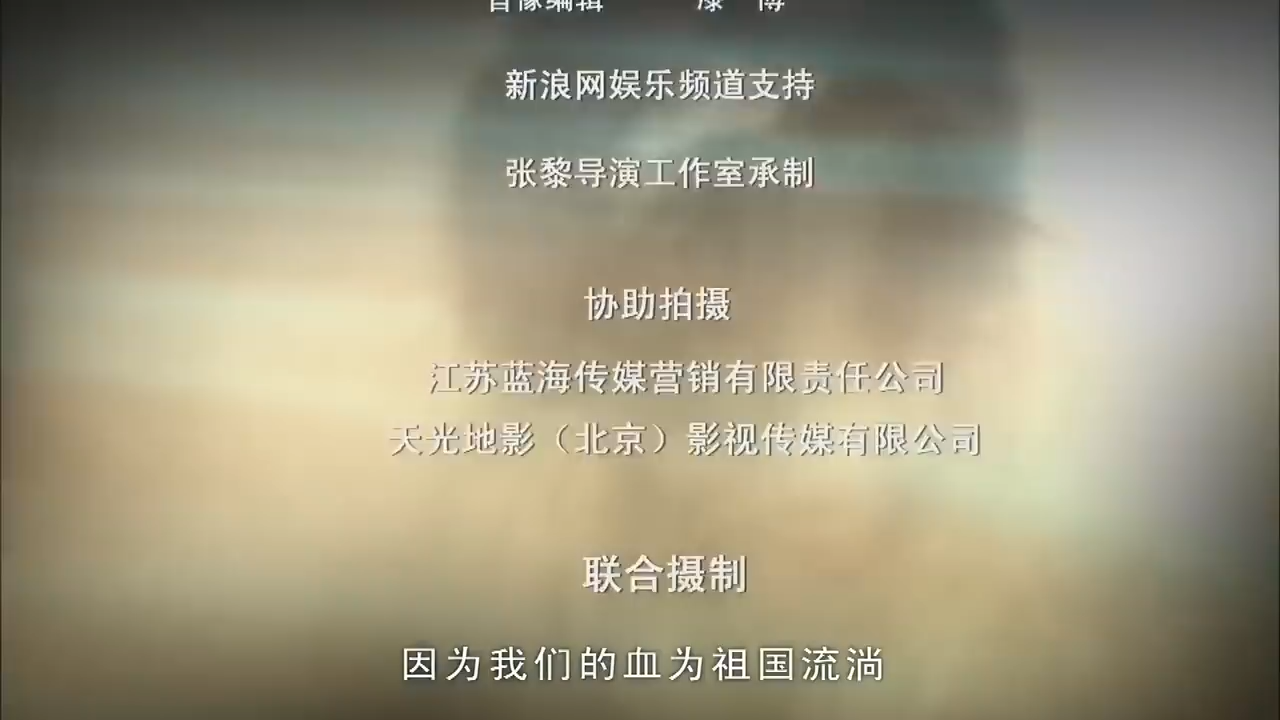 新浪网娱乐频道支持
张黎导演工作室承制
协助拍摄
江苏蓝海传媒营销有限责任公司
天光地影（北京）影视传媒有限公司
联合摄制
因为我们的血为祖国流淌